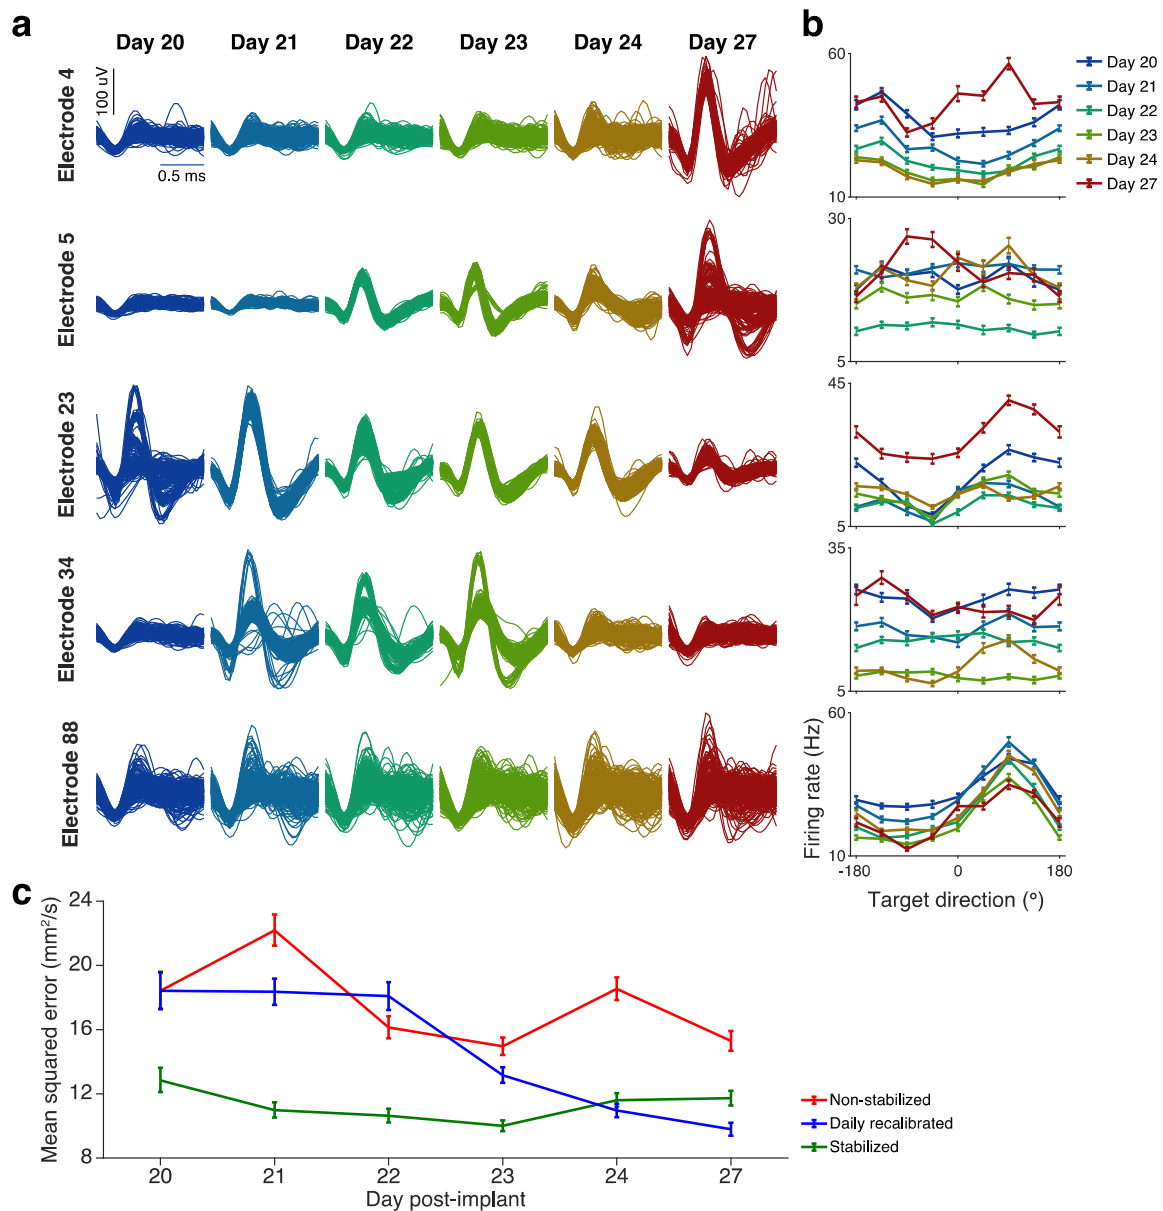 a
Day 20 Day 21 Day 22 Day 23 Day 24 Day 27
100 uV
0.5 ms
Electrode 4
Electrode 5
Electrode 23
Electrode 34
Electrode 88
b
60
10
Day 20
Day 21
Day 22
Day 23
Day 24
Day 27
30
5
45
5
35
5
60
10
Firing rate (Hz)
-180 0 180
Target direction (°)
c
24
20
16
12
8
Mean squared error (mm²/s)
20 21 22 23 24 27
Day post-implant
Non-stabilized
Daily recalibrated
Stabilized